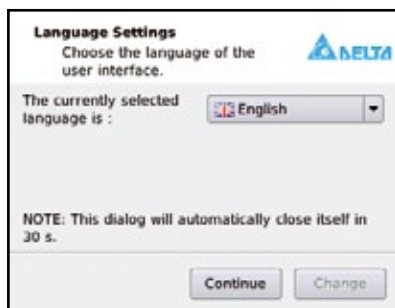 Language Settings
Choose the language of the
user interface.
DELTA
The currently selected
language is :
English
NOTE: This dialog will automatically close itself in
30 s.
Continue
Change